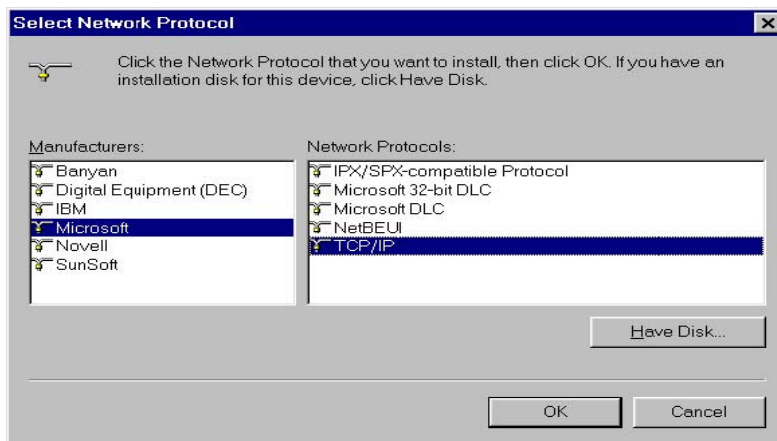 Select Network Protocol
Click the Network Protocol that you want to install, then click OK. If you have an
installation disk for this device, click Have Disk.
Manufacturers:
Banyan
Digital Equipment (DEC)
IBM
Microsoft
Novell
SunSoft
Network Protocols:
IPX/SPX-compatible Protocol
Microsoft 32-bit DLC
Microsoft DLC
NetBEUI
TCP/IP
Have Disk...
OK
Cancel